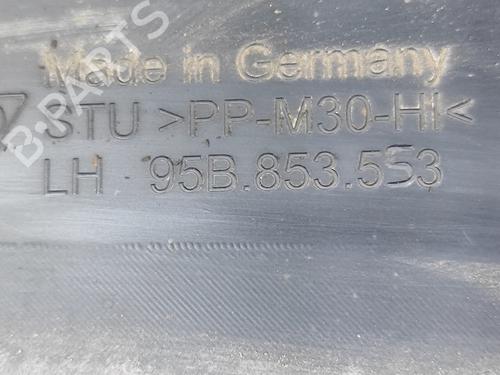 Made in Germany
STU >PP-M30-HI<
LH 95B.853.553
B-PARTS